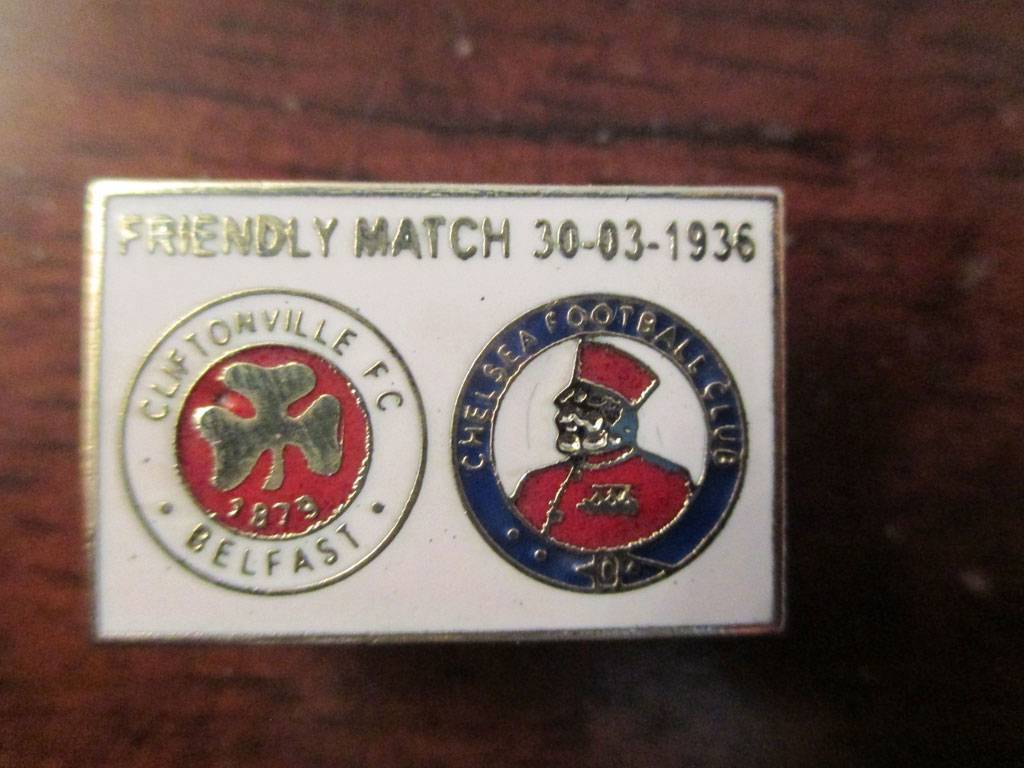 FRIENDLY MATCH 30-03-1936
CLIFTONVILLE FC
1879
• BELFAST •
CHELSEA FOOTBALL CLUB